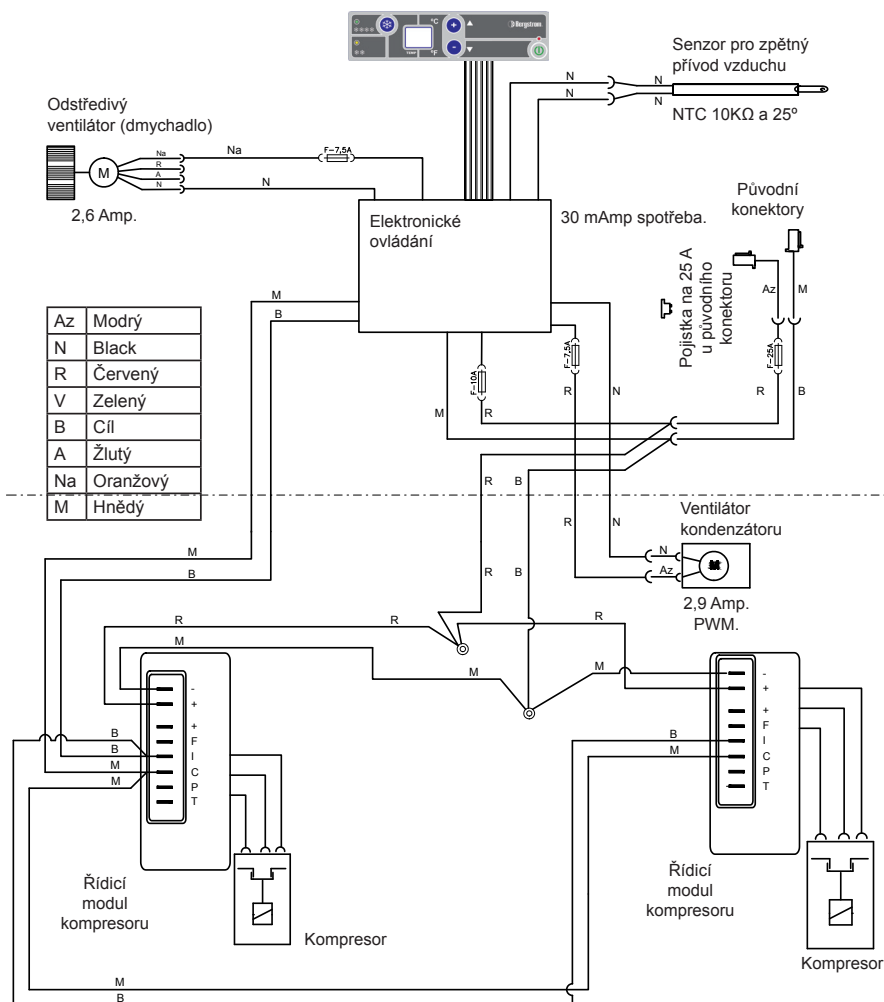 °C
°F
Bergstrom
Senzor pro zpětný
přívod vzduchu
NTC 10KΩ a 25º
N
N
N
N
Odstředivý
ventilátor (dmychadlo)
M
Na
R
A
N
Na
N
F-7,5A
2,6 Amp.
Elektronické
ovládání
30 mAmp spotřeba.
Původní
konektory
Pojistka na 25 A
u původního
konektoru
Az
M
F-25A
R
B
M
B
F-10A
F-7,5A
M
R
R
N
Az Modrý
N Black
R Červený
V Zelený
B Cíl
A Žlutý
Na Oranžový
M Hnědý
R
B
R
N
M
B
R
B
Ventilátor
kondenzátoru
N
Az
2,9 Amp.
PWM.
R
R
R
M
M
M
-
+
+
F
I
C
P
T
B
B
M
M
-
+
+
F
I
C
P
T
B
M
Řídicí
modul
kompresoru
Kompresor
Řídicí
modul
kompresoru
Kompresor
M
B